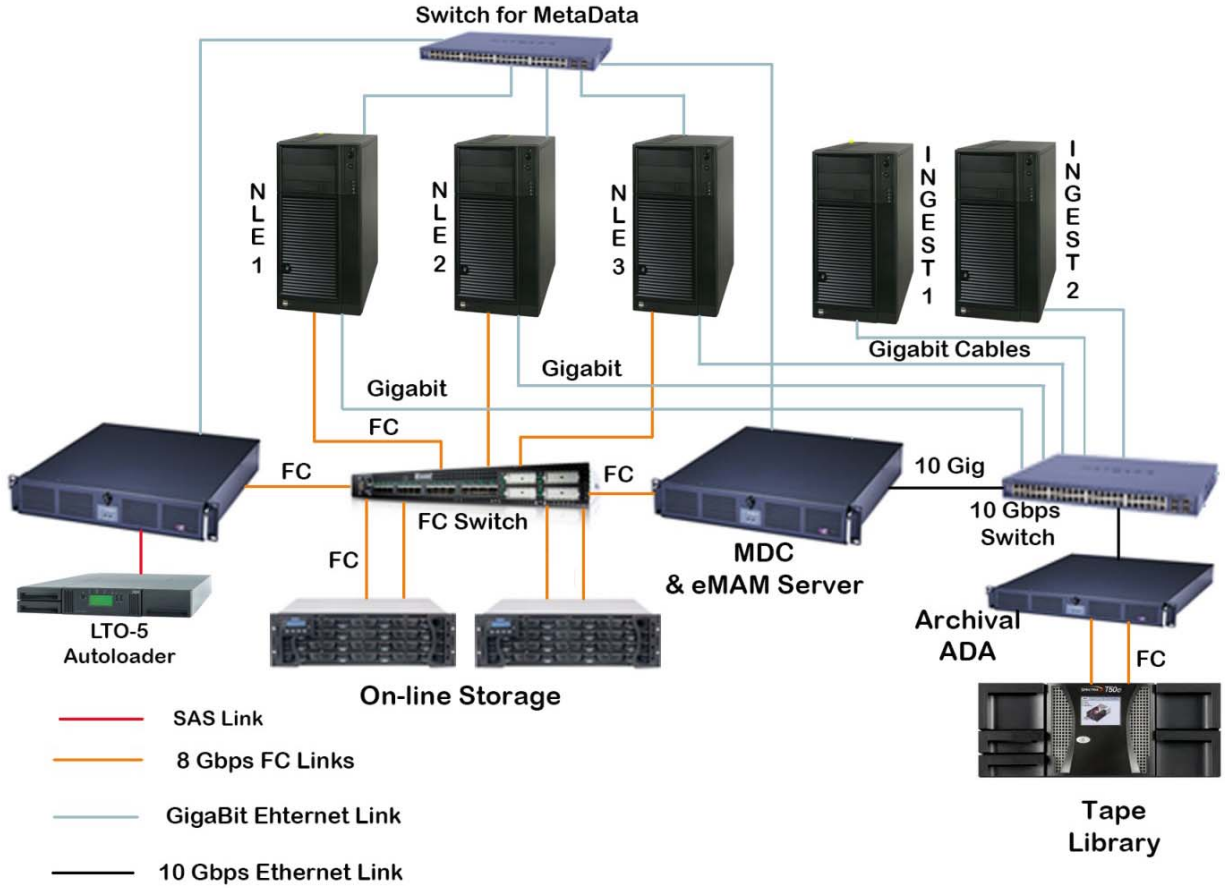 Switch for MetaData
NLE 1
NLE 2
NLE 3
INGEST 1
INGEST 2
Gigabit Cables
Gigabit
Gigabit
FC
FC
FC
10 Gig
FC Switch
10 Gbps
Switch
MDC
& eMAM Server
FC
LTO-5
Autoloader
Archival
ADA
FC
On-line Storage
SPECTRA T50e
Tape
Library
SAS Link
8 Gbps FC Links
GigaBit Ehternet Link
10 Gbps Ethernet Link